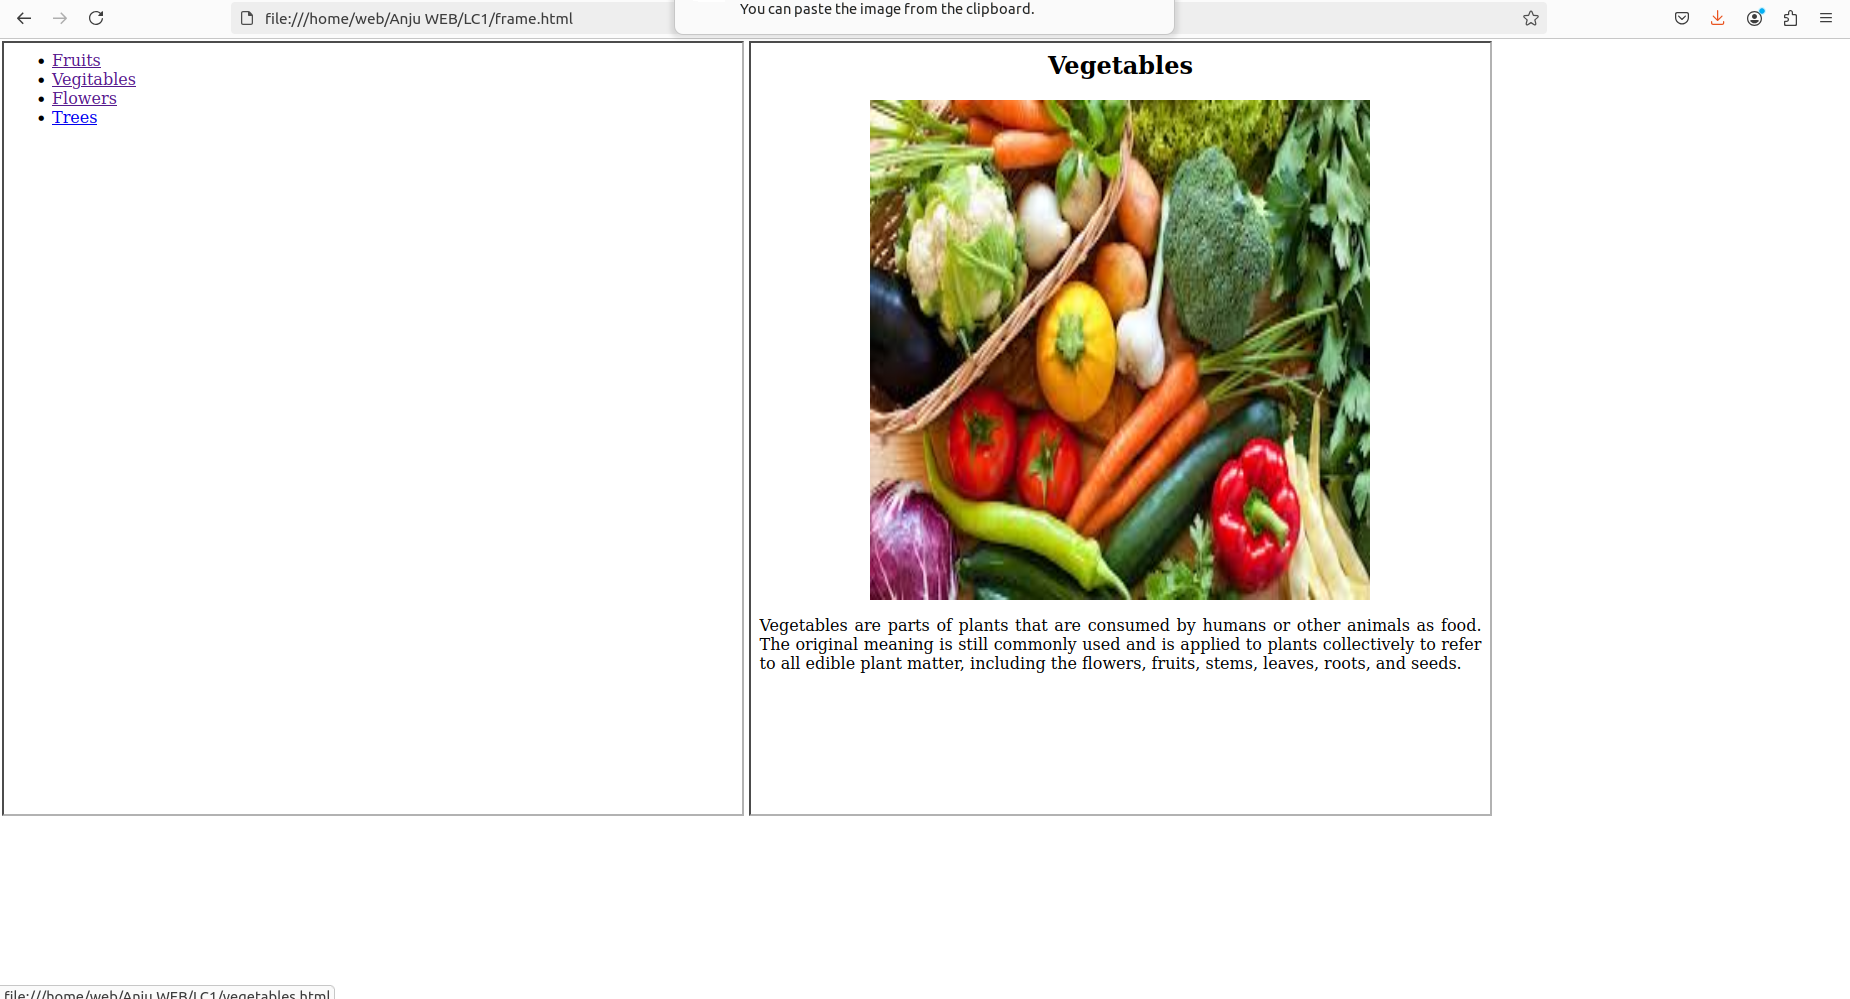 file:///home/web/Anju WEB/LC1/frame.html
You can paste the image from the clipboard.
Fruits
Vegitables
Flowers
Trees
Vegetables
Vegetables are parts of plants that are consumed by humans or other animals as food.
The original meaning is still commonly used and is applied to plants collectively to refer
to all edible plant matter, including the flowers, fruits, stems, leaves, roots, and seeds.
file:///home/web/Anju WEB/LC1/vegetables.html